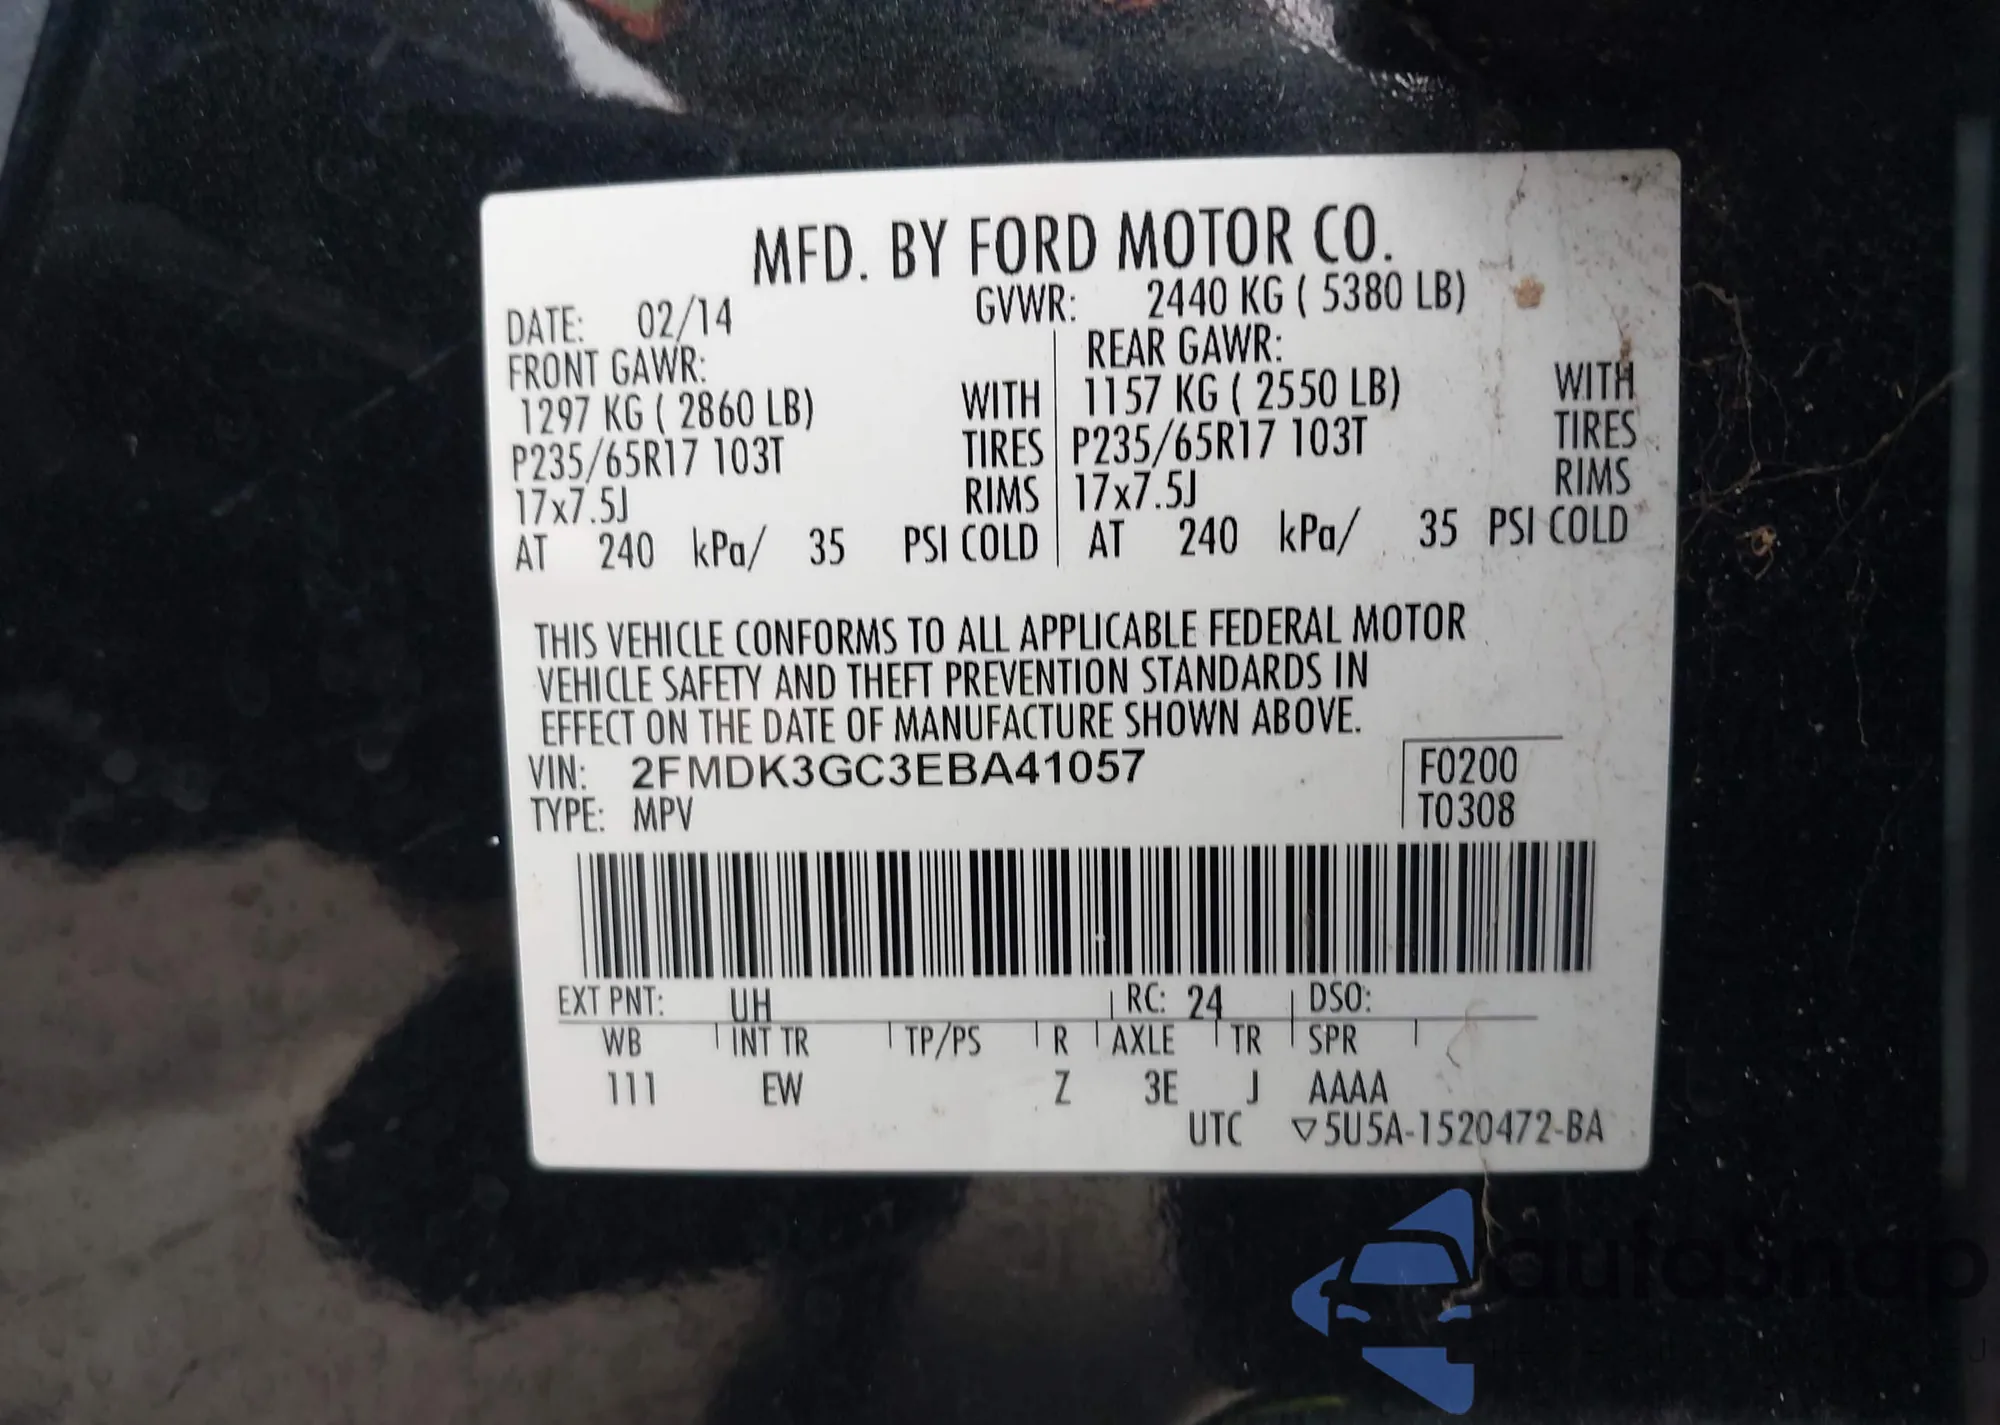 MFD. BY FORD MOTOR CO.
DATE: 02/14 GVWR: 2440 KG ( 5380 LB)
FRONT GAWR: REAR GAWR:
1297 KG ( 2860 LB) WITH 1157 KG ( 2550 LB) WITH
P235/65R17 103T TIRES P235/65R17 103T TIRES
17x7.5J RIMS 17x7.5J RIMS
AT 240 kPa/ 35 PSI COLD AT 240 kPa/ 35 PSI COLD
THIS VEHICLE CONFORMS TO ALL APPLICABLE FEDERAL MOTOR
VEHICLE SAFETY AND THEFT PREVENTION STANDARDS IN
EFFECT ON THE DATE OF MANUFACTURE SHOWN ABOVE.
VIN: 2FMDK3GC3EBA41057 F0200
TYPE: MPV T0308
EXT PNT: UH RC: 24 DSO:
WB INT TR TP/PS R AXLE TR SPR
111 EW Z 3E J AAAA
UTC ▽5U5A-1520472-BA
autosnap